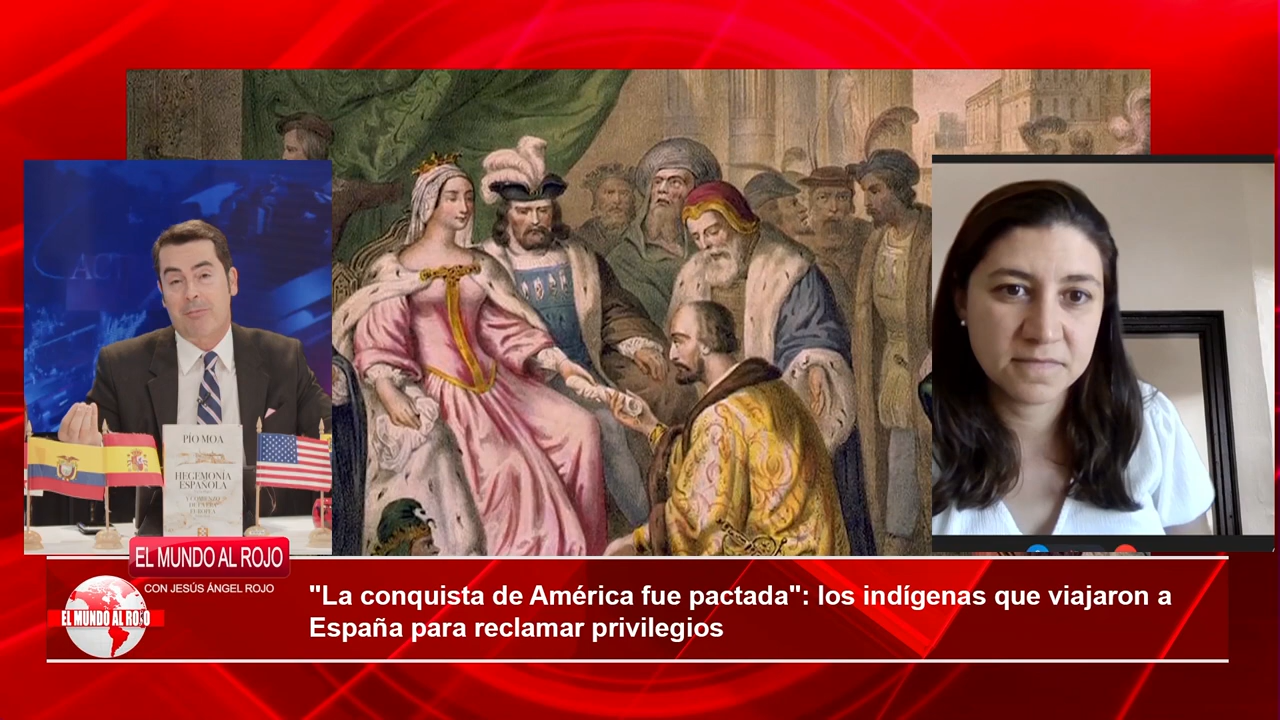 PÍO MOA
HEGEMONÍA
ESPAÑOLA
EL MUNDO AL ROJO
CON JESÚS ÁNGEL ROJO
EL MUNDO AL ROJO
"La conquista de América fue pactada": los indígenas que viajaron a
España para reclamar privilegios